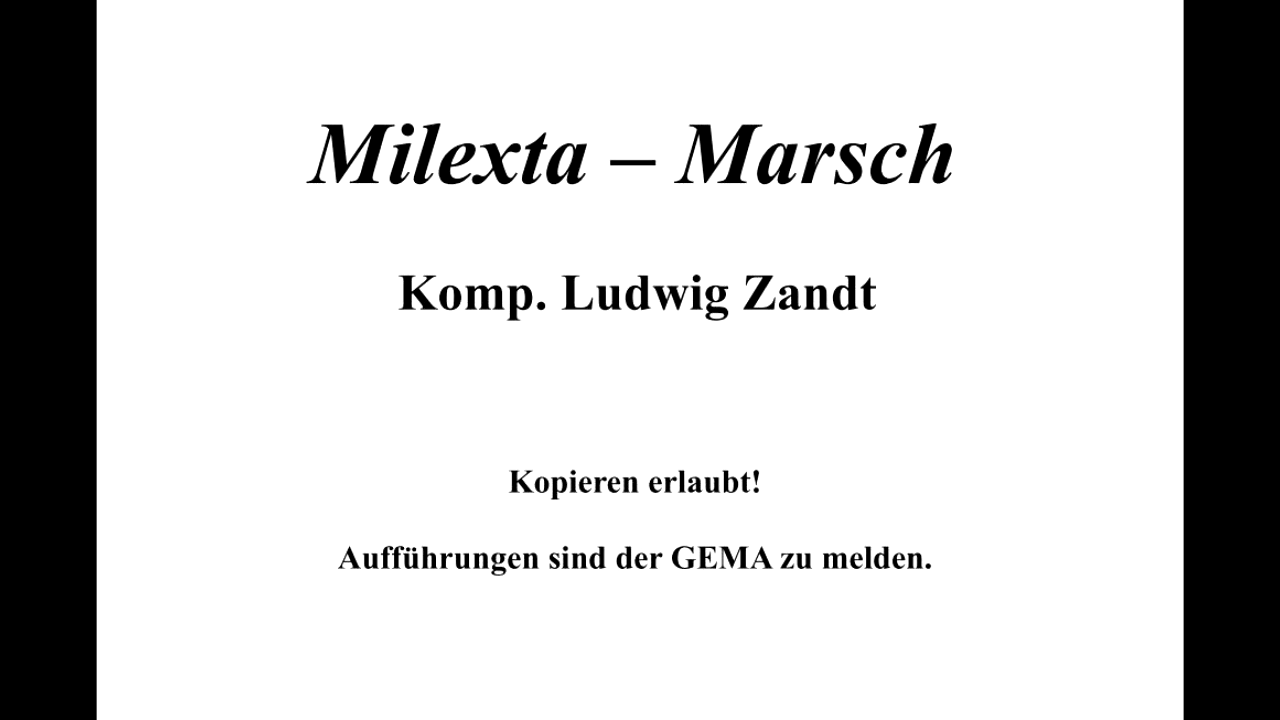 Milexta – Marsch
Komp. Ludwig Zandt
Kopieren erlaubt!
Aufführungen sind der GEMA zu melden.